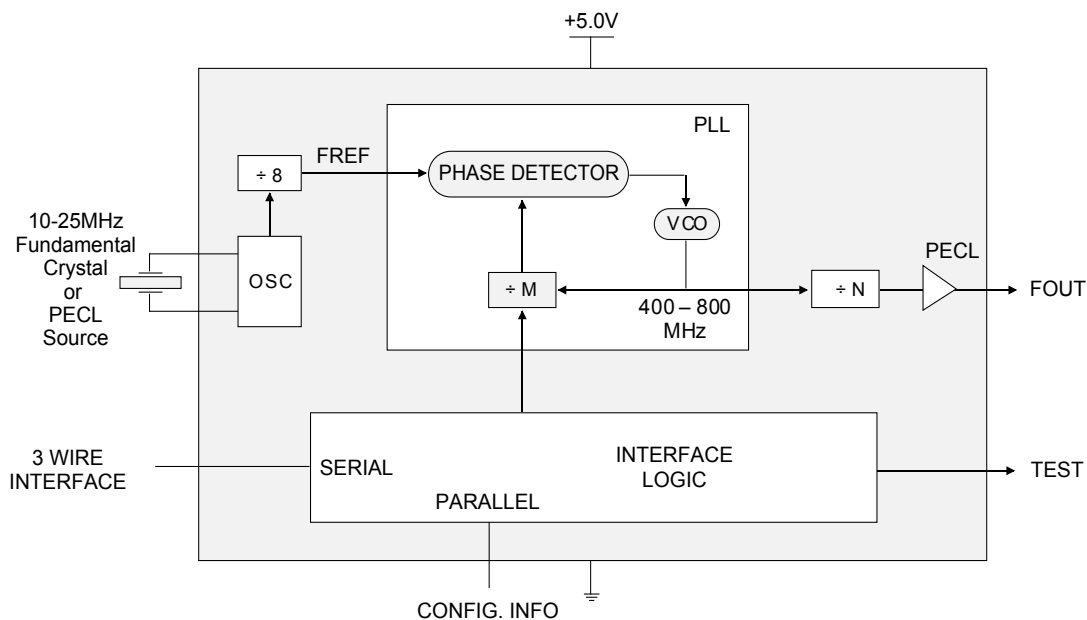 +5.0V
PLL
FREF
PHASE DETECTOR
÷ 8
10-25MHz
Fundamental
Crystal
or
PECL
Source
OSC
VCO
÷ M
400 – 800
MHz
÷ N
PECL
FOUT
3 WIRE
INTERFACE
SERIAL
PARALLEL
INTERFACE
LOGIC
TEST
CONFIG. INFO